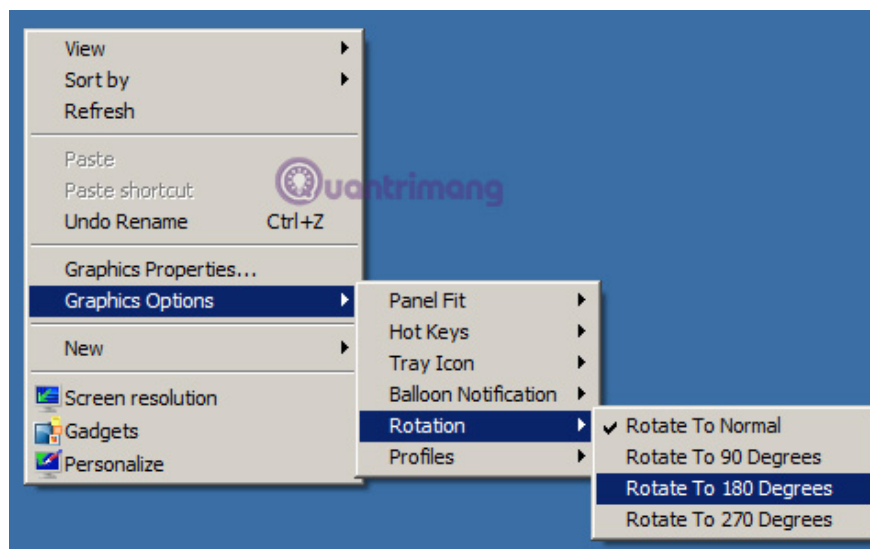 View
Sort by
Refresh
Paste
Paste shortcut
Quantrimang
Undo Rename Ctrl+Z
Graphics Properties...
Graphics Options
Panel Fit
Hot Keys
New
Tray Icon
Balloon Notification
Screen resolution
Rotation
Rotate To Normal
Gadgets
Profiles
Rotate To 90 Degrees
Personalize
Rotate To 180 Degrees
Rotate To 270 Degrees